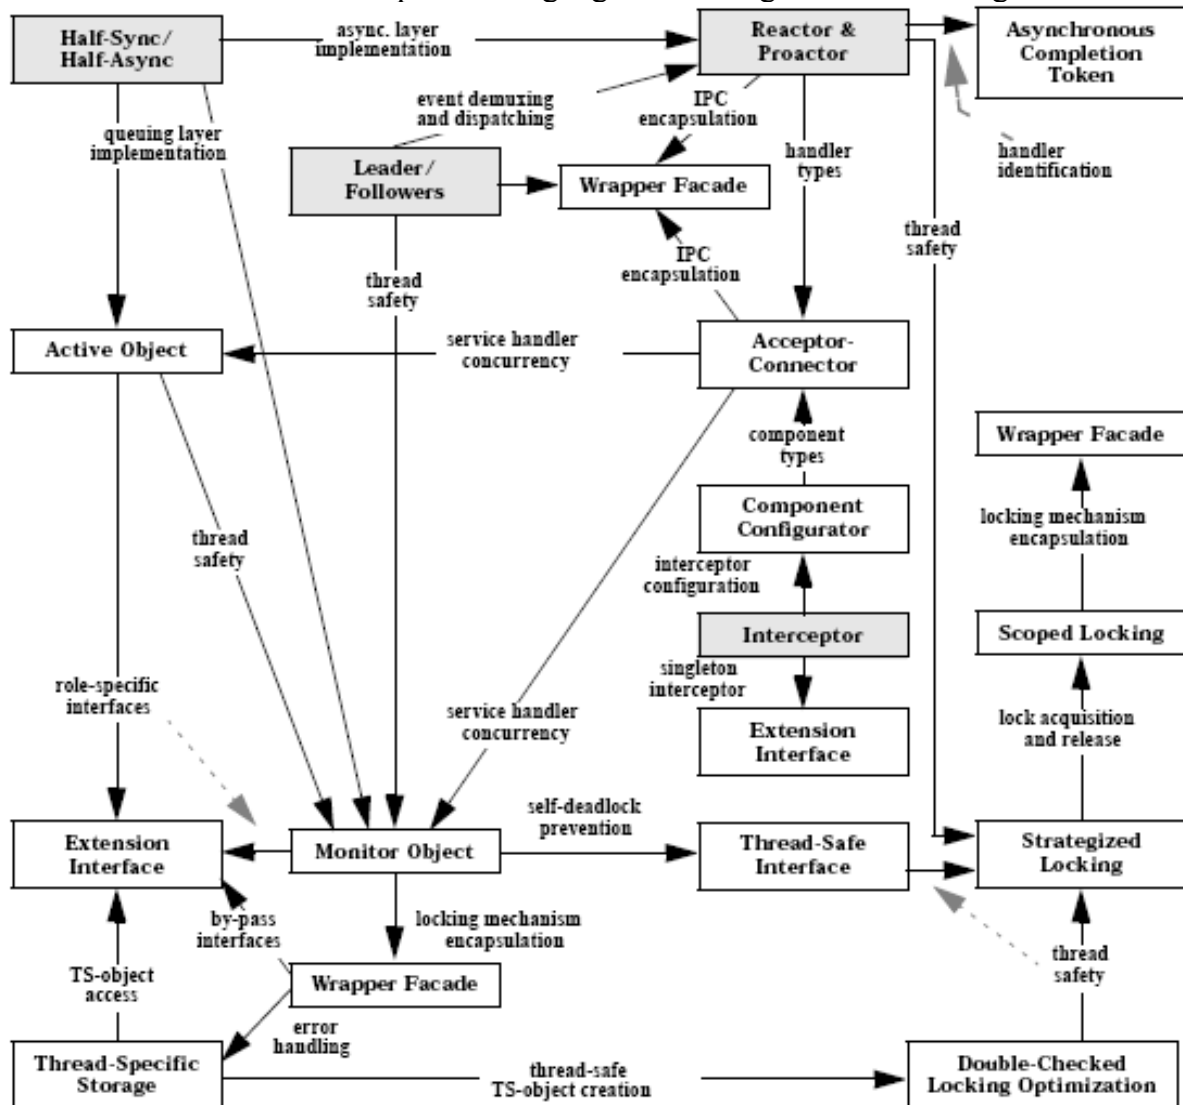 Half-Sync/
Half-Async
async. layer
implementation
Reactor &
Proactor
Asynchronous
Completion
Token
event demuxing
and dispatching
IPC
encapsulation
queuing layer
implementation
handler
types
handler
identification
Leader/
Followers
Wrapper Facade
thread
safety
IPC
encapsulation
thread
safety
Active Object
service handler
concurrency
Acceptor-
Connector
component
types
Wrapper Facade
Component
Configurator
locking mechanism
encapsulation
thread
safety
interceptor
configuration
Interceptor
Scoped Locking
singleton
interceptor
role-specific
interfaces
service handler
concurrency
Extension
Interface
lock acquisition
and release
self-deadlock
prevention
Extension
Interface
Monitor Object
Thread-Safe
Interface
Strategized
Locking
by-pass
interfaces
locking mechanism
encapsulation
TS-object
access
Wrapper Facade
thread
safety
error
handling
Thread-Specific
Storage
thread-safe
TS-object creation
Double-Checked
Locking Optimization